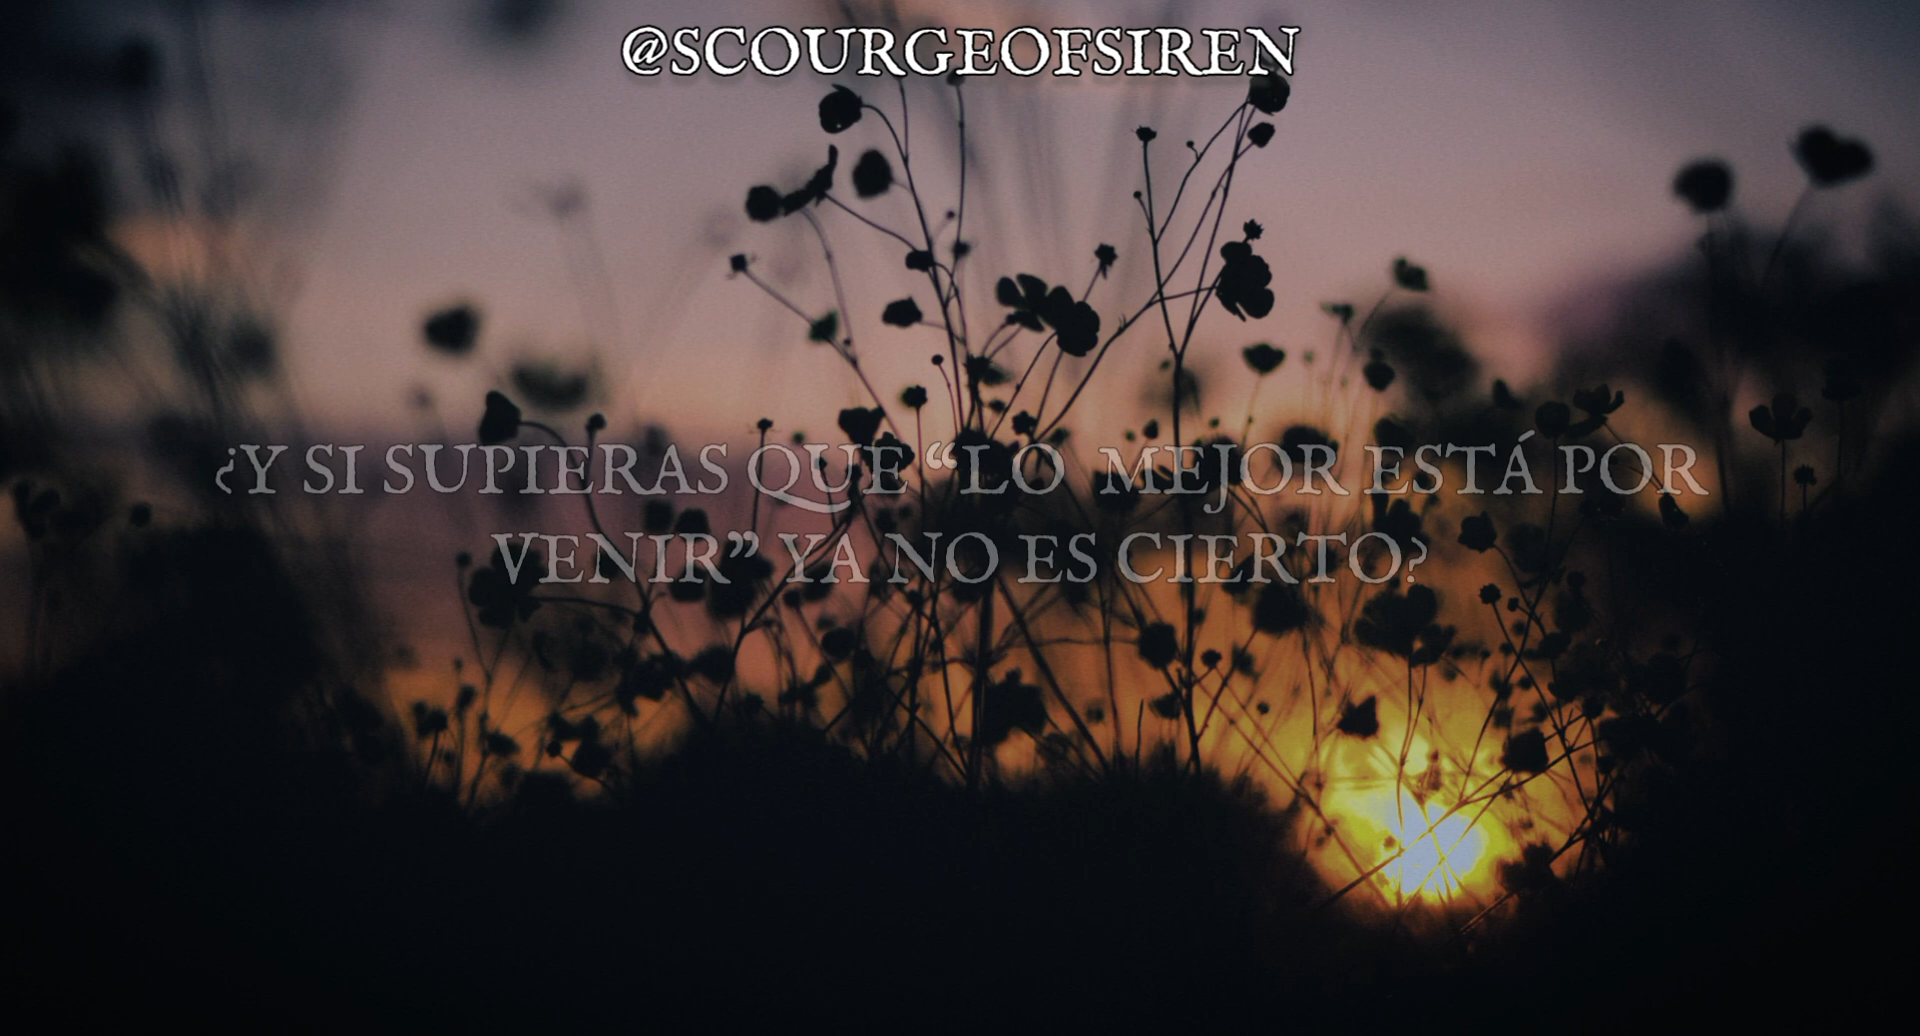 @SCOURGEOFSIREN
¿Y SI SUPIERAS QUE “LO MEJOR ESTÁ POR
VENIR” YA NO ES CIERTO?